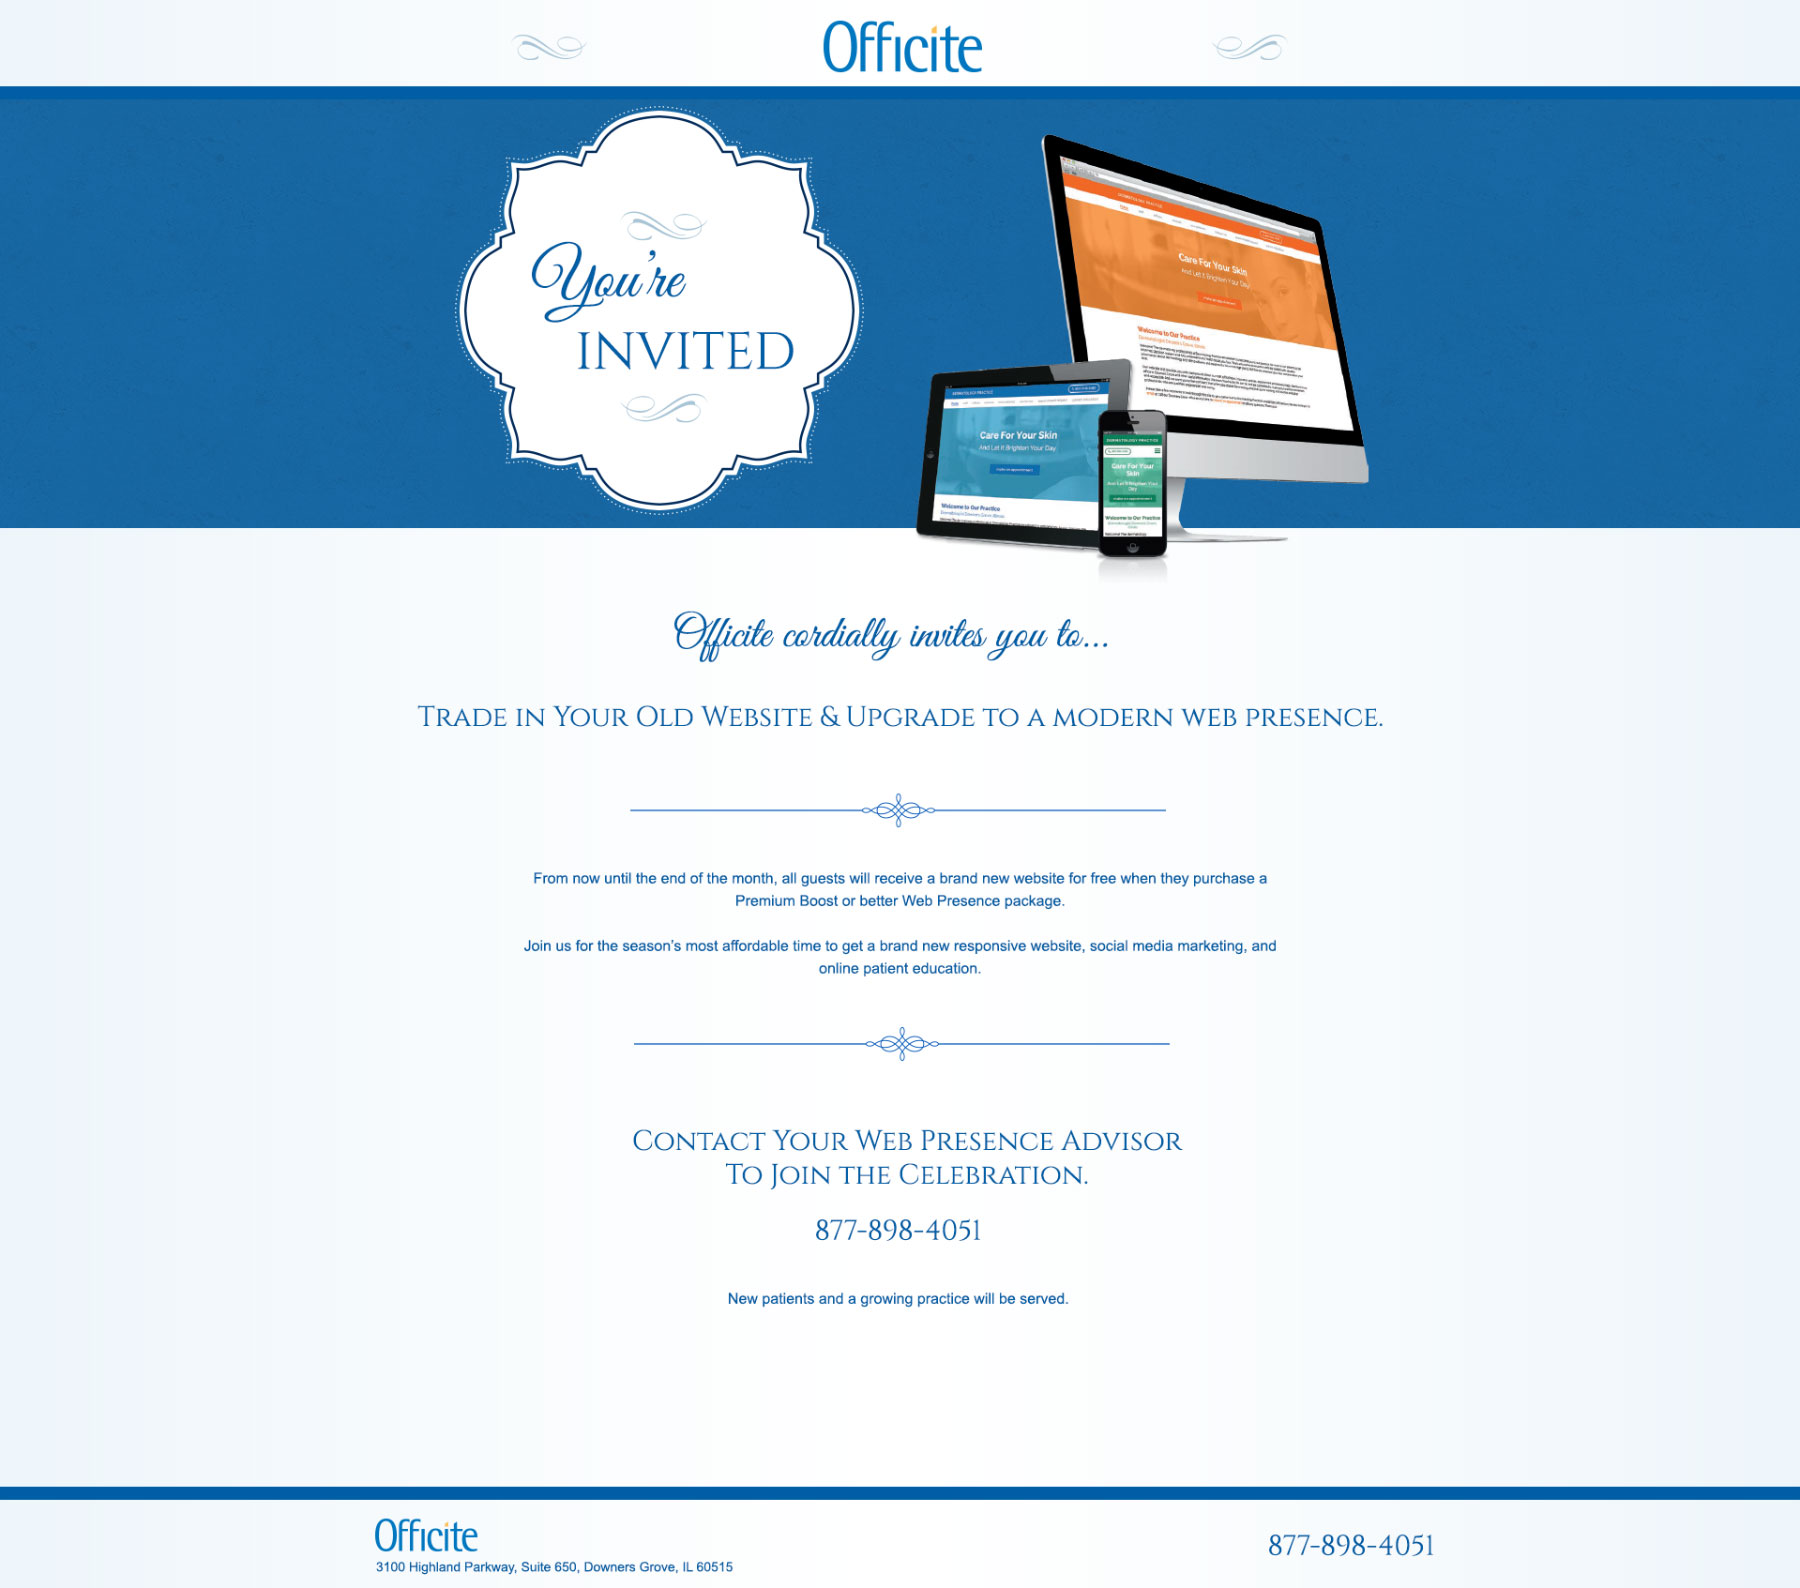 Officite
You're
INVITED
DERMATOLOGY PRACTICE
Care For Your Skin
And Let It Brighten Your Day
Welcome to Our Practice
DERMATOLOGY PRACTICE
Care For Your Skin
And Let It Brighten Your Day
Welcome to Our Practice
DERMATOLOGY PRACTICE
Care For Your
Skin
And Let It Brighten Your
Day
Welcome to Our Practice
Officite cordially invites you to...
Trade in Your Old Website & Upgrade to a modern web presence.
From now until the end of the month, all guests will receive a brand new website for free when they purchase a
Premium Boost or better Web Presence package.
Join us for the season's most affordable time to get a brand new responsive website, social media marketing, and
online patient education.
Contact Your Web Presence Advisor
To Join the Celebration.
877-898-4051
New patients and a growing practice will be served.
Officite
3100 Highland Parkway, Suite 650, Downers Grove, IL 60515
877-898-4051